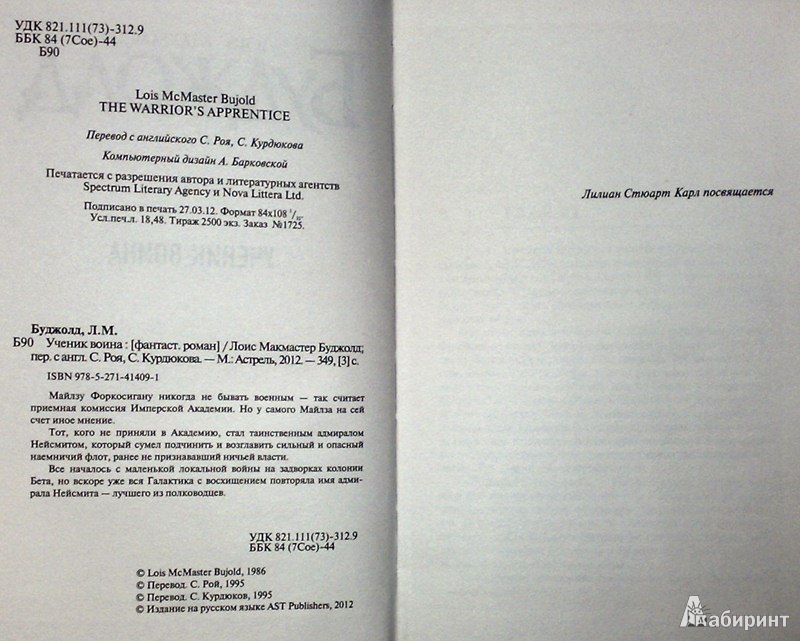 УДК 821.111(73)-312.9
ББК 84 (7Сое)-44
Б90
Lois McMaster Bujold
THE WARRIOR'S APPRENTICE
Перевод с английского С. Роя, С. Курдюкова
Компьютерный дизайн А. Барковской
Печатается с разрешения автора и литературных агентств
Spectrum Literary Agency и Nova Littera Ltd.
Подписано в печать 27.03.12. Формат 84x108 1/32.
Усл.печ.л. 18,48. Тираж 2500 экз. Заказ №1725.
УЧЕНИК ВОИНА
Буджолд, Л.М.
Б90 Ученик воина : [фантаст. роман] / Лоис Макмастер Буджолд;
пер. с англ. С. Роя, С. Курдюкова. — М.: Астрель, 2012. — 349, [3] с.
ISBN 978-5-271-41409-1
Майлзу Форкосигану никогда не бывать военным — так считает
приемная комиссия Имперской Академии. Но у самого Майлза на сей
счет иное мнение.
Тот, кого не приняли в Академию, стал таинственным адмиралом
Нейсмитом, который сумел подчинить и возглавить сильный и опасный
наемничий флот, ранее не признававший ничьей власти.
Все началось с маленькой локальной войны на задворках колонии
Бета, но вскоре уже вся Галактика с восхищением повторяла имя адми-
рала Нейсмита — лучшего из полководцев.
УДК 821.111(73)-312.9
ББК 84 (7Сое)-44
© Lois McMaster Bujold, 1986
© Перевод. С. Рой, 1995
© Перевод. С. Курдюков, 1995
© Издание на русском языке AST Publishers, 2012
Лилиан Стюарт Карл посвящается
Лабиринт